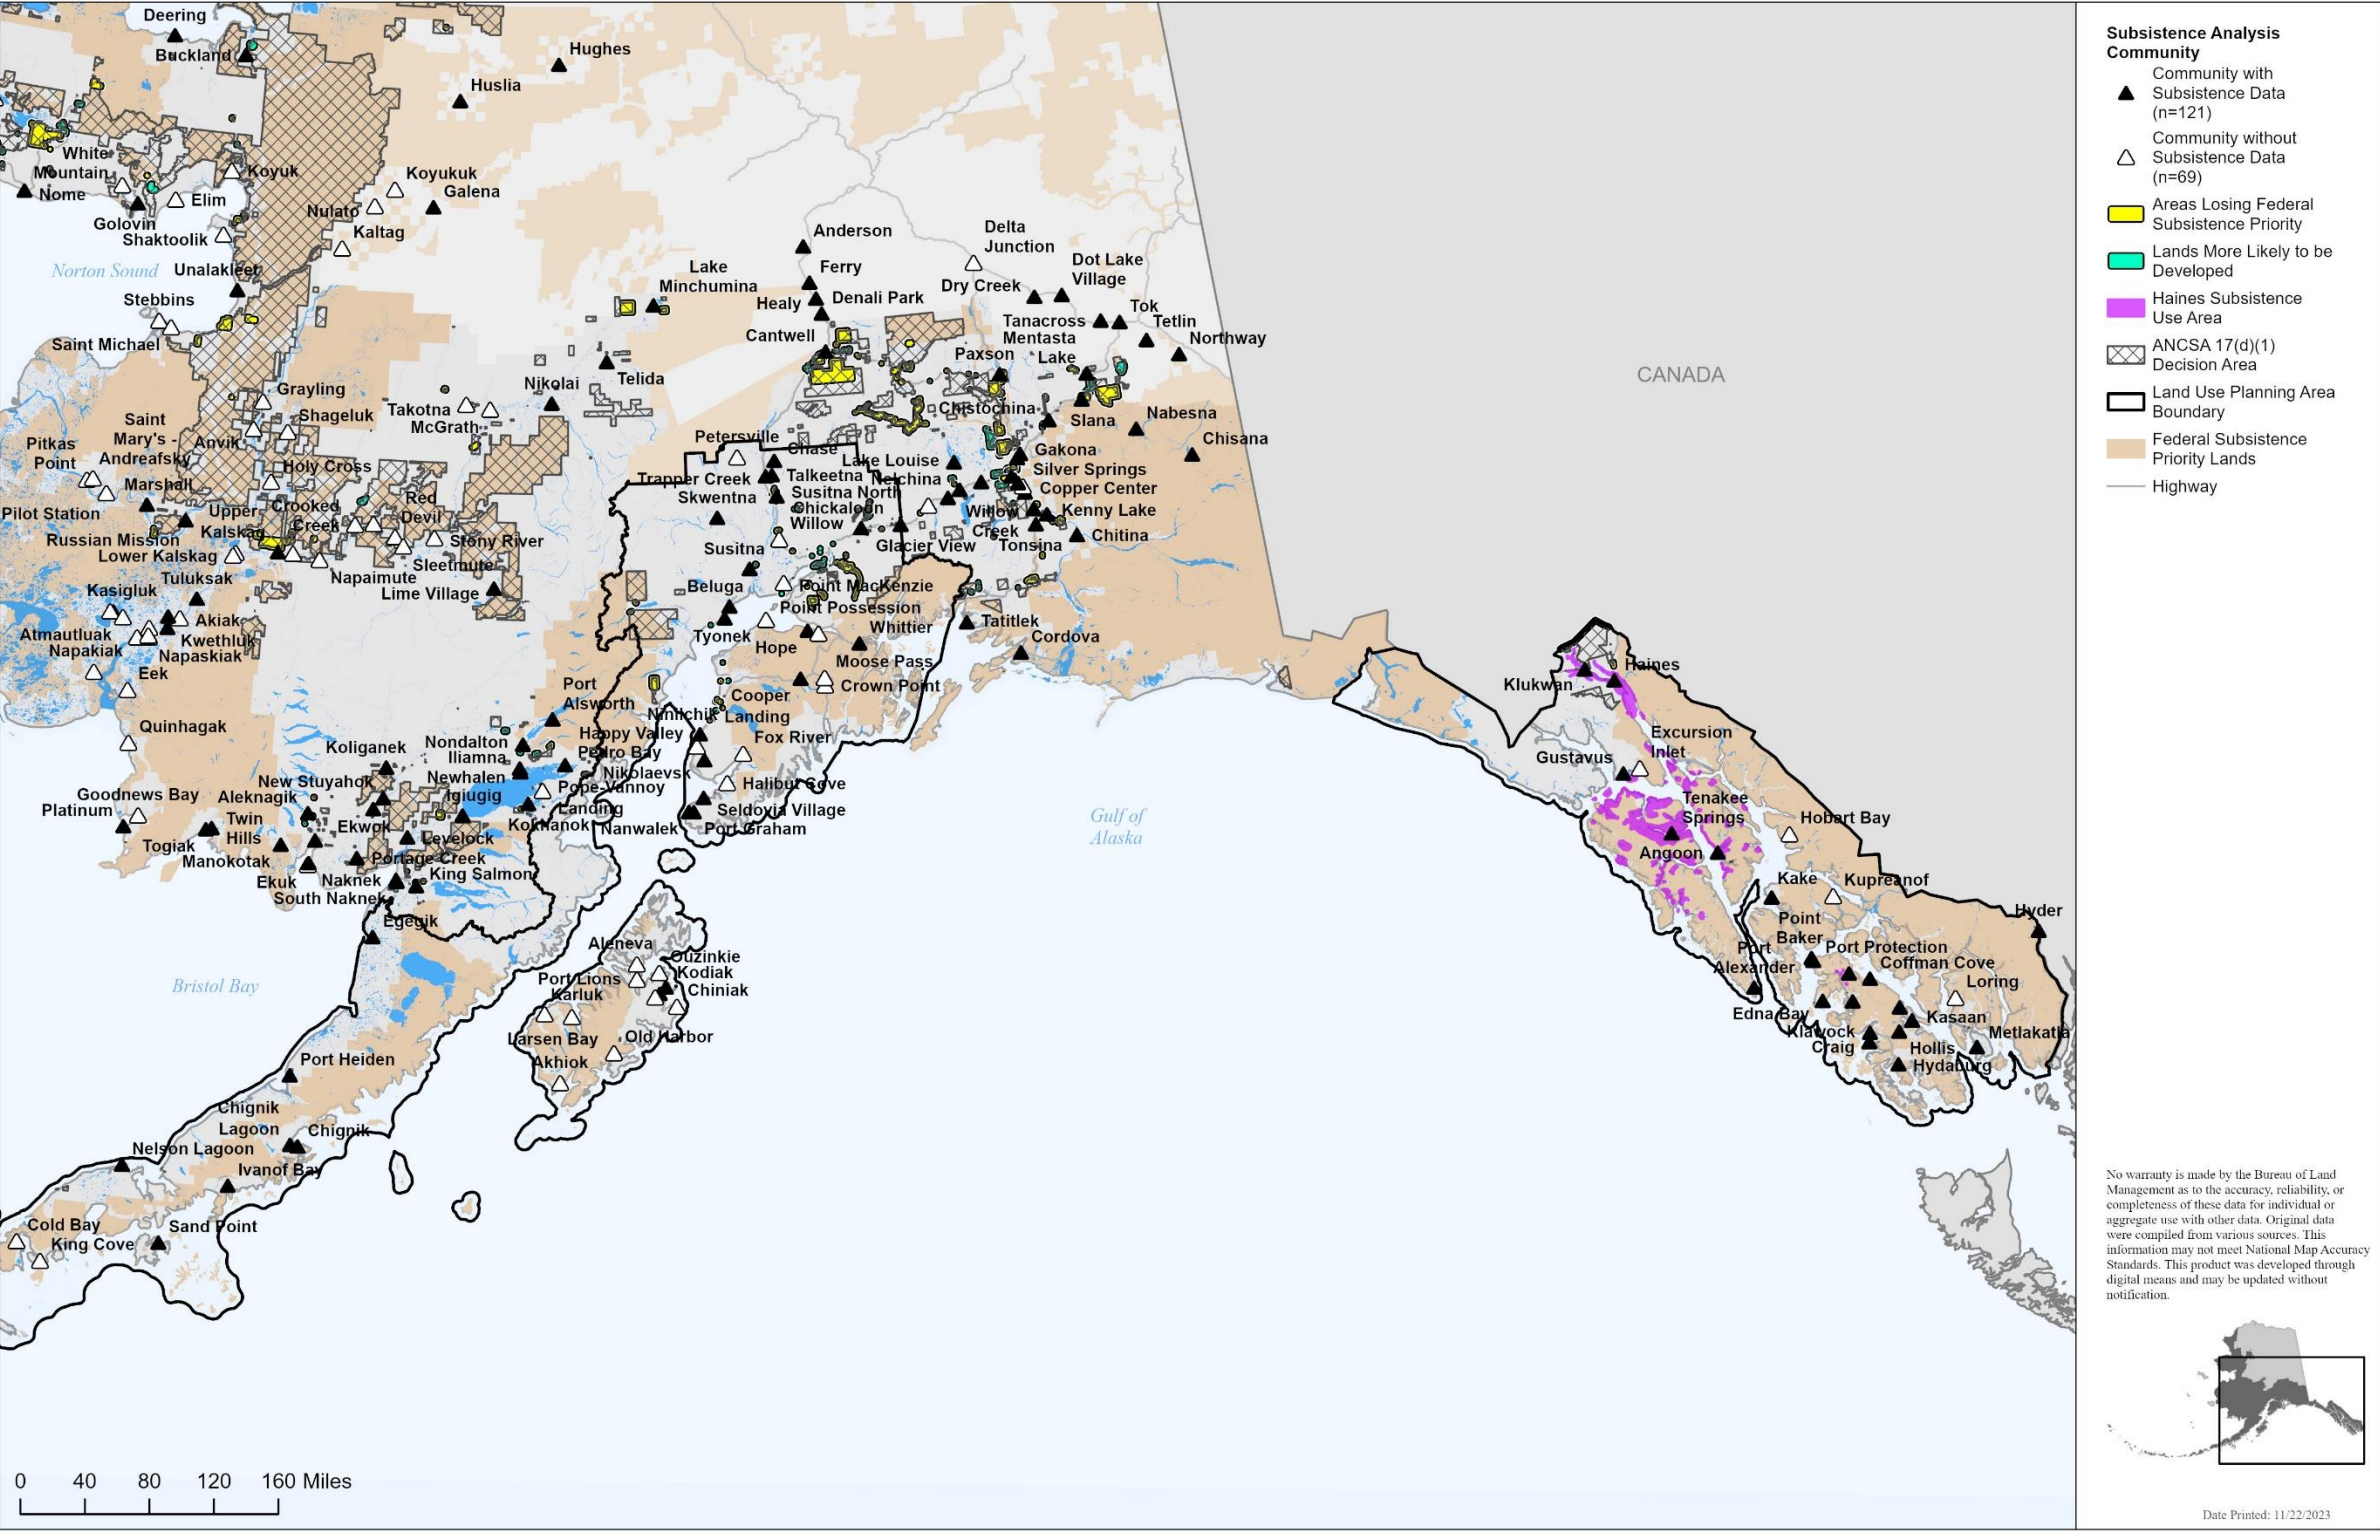 Deering
Buckland
Hughes
Huslia
White
Mountain
Nome
Koyuk
Koyukuk
Galena
Elim
Nulato
Golovin
Shaktoolik
Kaltag
Norton Sound
Unalakleet
Stebbins
Saint Michael
Anderson
Delta
Junction
Ferry
Lake
Minchumina
Dot Lake
Village
Healy
Denali Park
Dry Creek
Tok
Cantwell
Tanacross
Tetlin
Mentasta
Lake
Northway
Paxson
CANADA
Grayling
Nikolai
Telida
Shageluk
Takotna
McGrath
Chistochina
Slana
Nabesna
Saint
Mary's -
Andreafsky
Pitkas
Point
Anvik
Petersville
Chase
Chisana
Holy Cross
Lake Louise
Gakona
Silver Springs
Trapper Creek
Talkeetna
Nelchina
Marshall
Skwentna
Susitna North
Copper Center
Red
Devil
Crooked
Creek
Chickaloon
Pilot Station
Upper
Kalskag
Willow
Willow
Creek
Kenny Lake
Russian Mission
Stony River
Lower Kalskag
Susitna
Glacier View
Tonsina
Chitina
Sleetmute
Tuluksak
Napaimute
Kasigluk
Lime Village
Beluga
Point MacKenzie
Point Possession
Akiak
Whittier
Tatitlek
Atmautluak
Kwethluk
Tyonek
Cordova
Napakiak
Napaskiak
Hope
Moose Pass
Eek
Haines
Klukwan
Port
Alsworth
Cooper
Landing
Crown Point
Ninilchik
Quinhagak
Happy Valley
Fox River
Excursion
Inlet
Koliganek
Nondalton
Iliamna
Pedro Bay
Gustavus
Newhalen
Nikolaevsk
New Stuyahok
Igiugig
Pope-Vannoy
Landing
Halibut Cove
Goodnews Bay
Aleknagik
Platinum
Seldovia Village
Tenakee
Springs
Twin
Hills
Ekwok
Kokhanok
Nanwalek
Port Graham
Gulf of
Alaska
Hobart Bay
Togiak
Levelock
Manokotak
Portage Creek
Angoon
Ekuk
Naknek
King Salmon
South Naknek
Kake
Kupreanof
Egegik
Hyder
Point
Baker
Aleneva
Ouzinkie
Port
Alexander
Port Protection
Kodiak
Coffman Cove
Port Lions
Bristol Bay
Chiniak
Loring
Karluk
Edna Bay
Kasaan
Larsen Bay
Old Harbor
Klawock
Metlakatla
Craig
Hollis
Akhiok
Hydaburg
Port Heiden
Chignik
Lagoon
Chignik
Nelson Lagoon
Ivanof Bay
Cold Bay
Sand Point
King Cove
0 40 80 120 160 Miles
Subsistence Analysis
Community
Community with
Subsistence Data
(n=121)
Community without
Subsistence Data
(n=69)
Areas Losing Federal
Subsistence Priority
Lands More Likely to be
Developed
Haines Subsistence
Use Area
ANCSA 17(d)(1)
Decision Area
Land Use Planning Area
Boundary
Federal Subsistence
Priority Lands
Highway
No warranty is made by the Bureau of Land
Management as to the accuracy, reliability, or
completeness of these data for individual or
aggregate use with other data. Original data
were compiled from various sources. This
information may not meet National Map Accuracy
Standards. This product was developed through
digital means and may be updated without
notification.
Date Printed: 11/22/2023